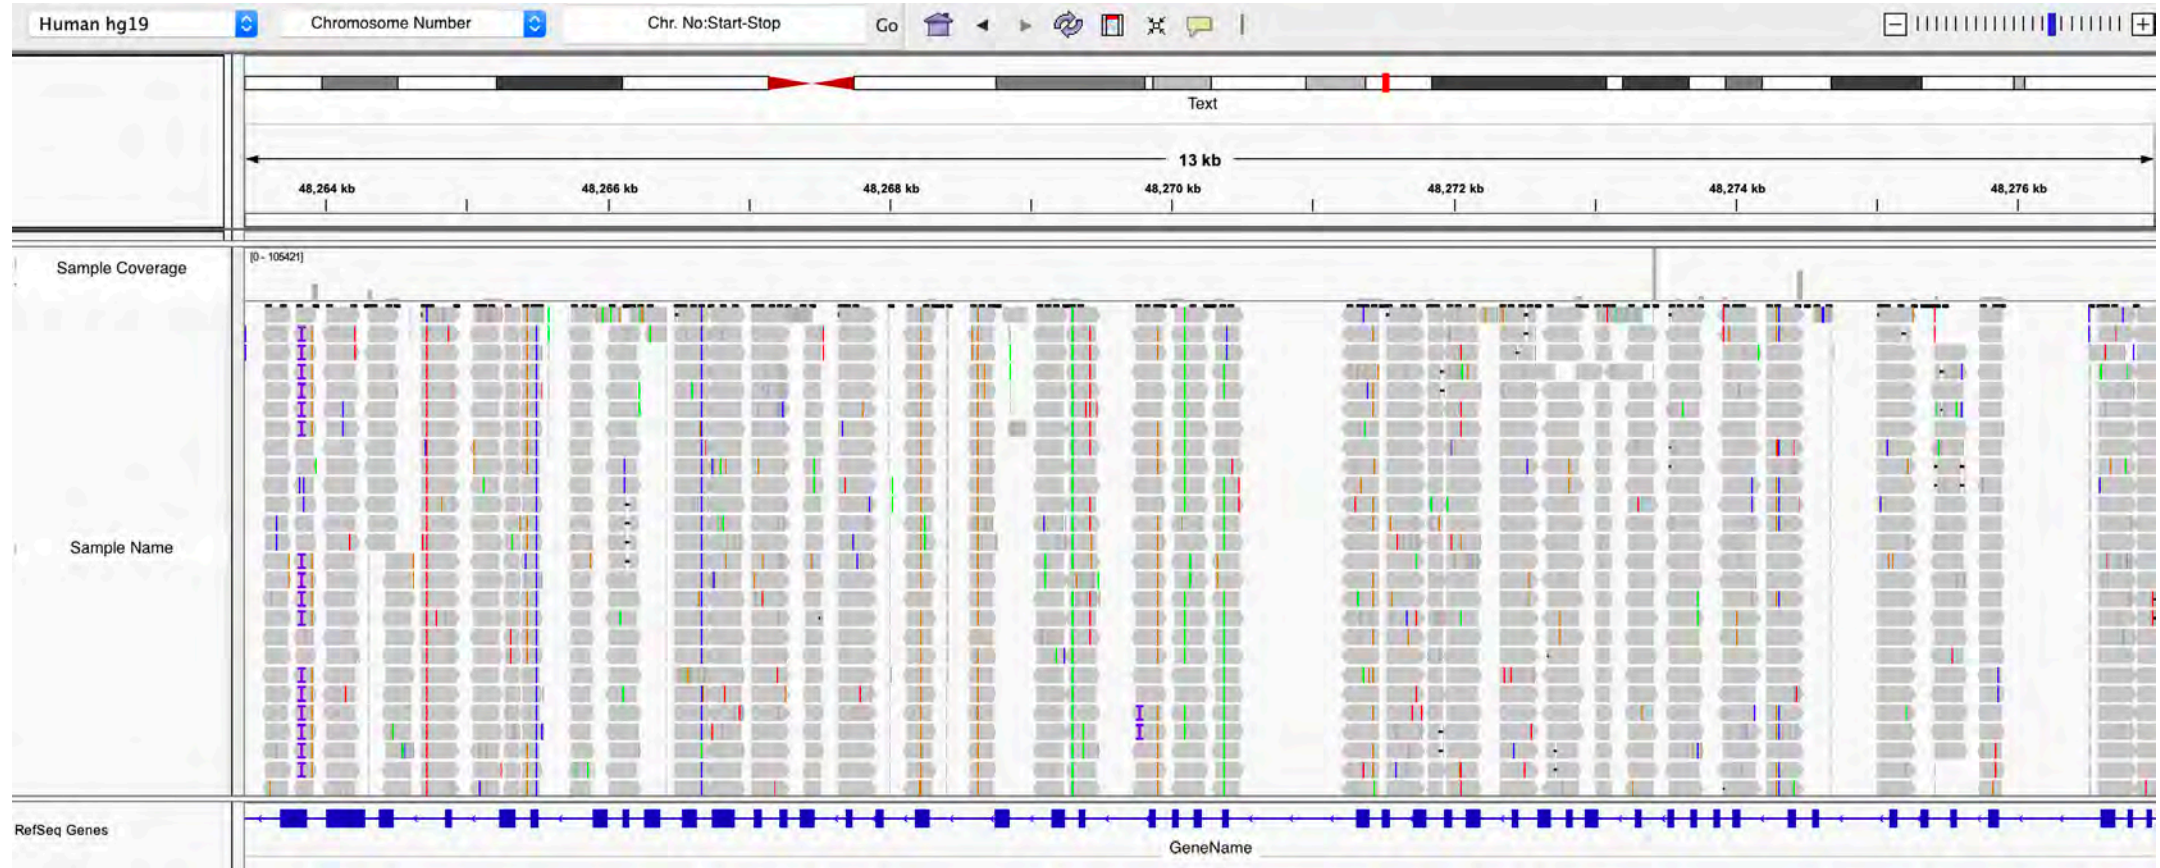 Human hg19 Chromosome Number Chr. No:Start-Stop Go
Text
13 kb
48,264 kb 48,266 kb 48,268 kb 48,270 kb 48,272 kb 48,274 kb 48,276 kb
[0 - 105421]
Sample Coverage
Sample Name
RefSeq Genes
GeneName